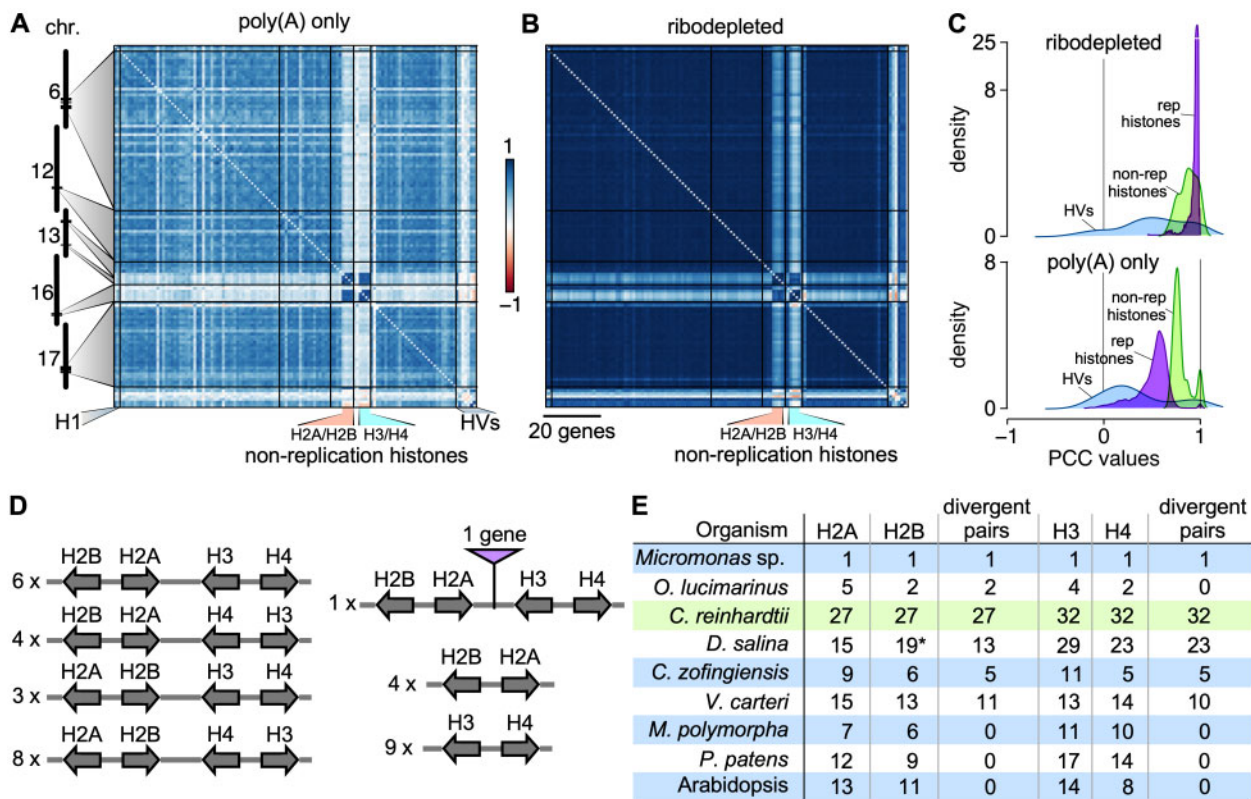 A
poly(A) only
chr.
6
12
13
16
17
H1
H2A/H2B
H3/H4
HVs
non-replication histones
1
−1
B
ribodepleted
20 genes
H2A/H2B
H3/H4
non-replication histones
C
25
ribodepleted
8
rep
histones
density
non-rep
histones
HVs
0
8
poly(A) only
non-rep
histones
density
rep
histones
HVs
0
−1
0
1
PCC values
D
H2B H2A H3 H4
6 x
H2B H2A H4 H3
4 x
H2A H2B H3 H4
3 x
H2A H2B H4 H3
8 x
1 gene
H2B H2A H3 H4
1 x
H2B H2A
4 x
H3 H4
9 x
E
divergent divergent
Organism H2A H2B pairs H3 H4 pairs
Micromonas sp. 1 1 1 1 1 1
O. lucimarinus 5 2 2 4 2 0
C. reinhardtii 27 27 27 32 32 32
D. salina 15 19* 13 29 23 23
C. zofingiensis 9 6 5 11 5 5
V. carteri 15 13 11 13 14 10
M. polymorpha 7 6 0 11 10 0
P. patens 12 9 0 17 14 0
Arabidopsis 13 11 0 14 8 0